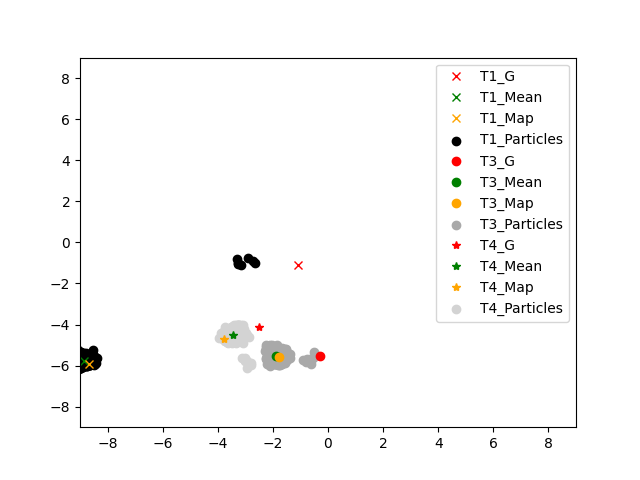 8
6
4
2
0
−2
−4
−6
−8
−8 −6 −4 −2 0 2 4 6 8
T1_G
T1_Mean
T1_Map
T1_Particles
T3_G
T3_Mean
T3_Map
T3_Particles
T4_G
T4_Mean
T4_Map
T4_Particles